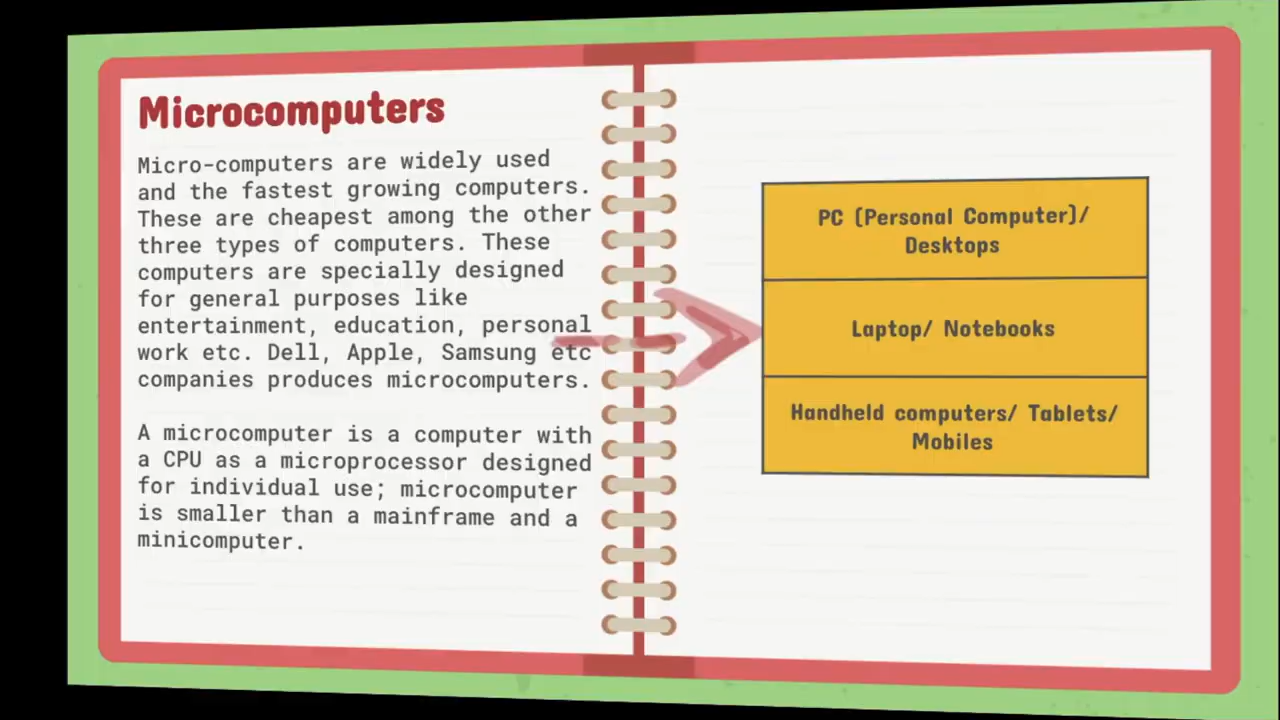 Microcomputers
Micro-computers are widely used
and the fastest growing computers.
These are cheapest among the other
three types of computers. These
computers are specially designed
for general purposes like
entertainment, education, personal
work etc. Dell, Apple, Samsung etc
companies produces microcomputers.
A microcomputer is a computer with
a CPU as a microprocessor designed
for individual use; microcomputer
is smaller than a mainframe and a
minicomputer.
PC (Personal Computer)/
Desktops
Laptop/ Notebooks
Handheld computers/ Tablets/
Mobiles